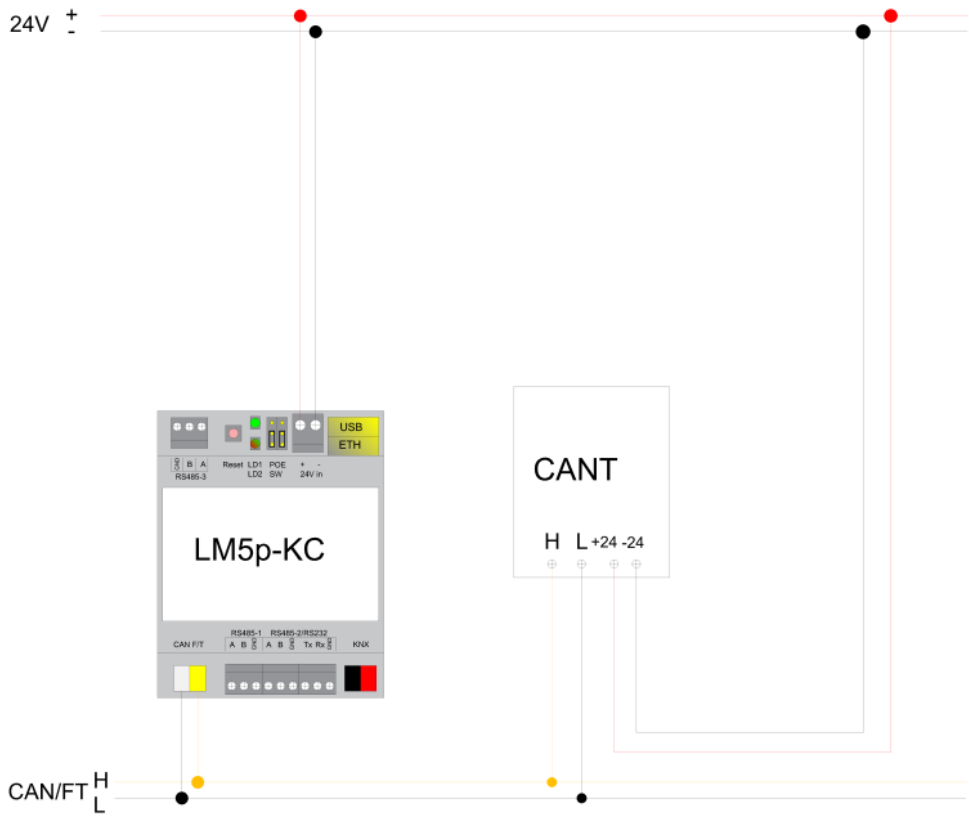 24V +
-
USB
ETH
GND B A
RS485-3
Reset LD1 POE + -
LD2 SW 24V in
LM5p-KC
CANT
H L +24 -24
RS485-1 RS485-2/RS232
CAN F/T A B GND A B GND Tx Rx GND KNX
CAN/FT H
L